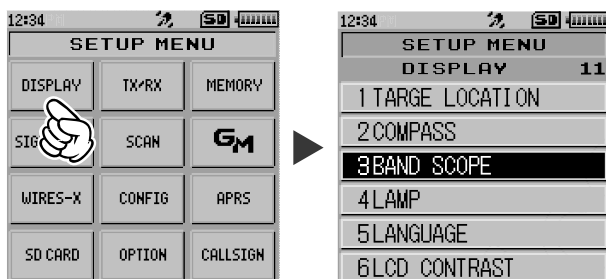 12:34 SD
SETUP MENU
DISPLAY TX/RX MEMORY
SIG SCAN GM
WIRES-X CONFIG APRS
SD CARD OPTION CALLSIGN
12:34 SD
SETUP MENU
DISPLAY 11
1 TARGE LOCATION
2 COMPASS
3 BAND SCOPE
4 LAMP
5 LANGUAGE
6 LCD CONTRAST